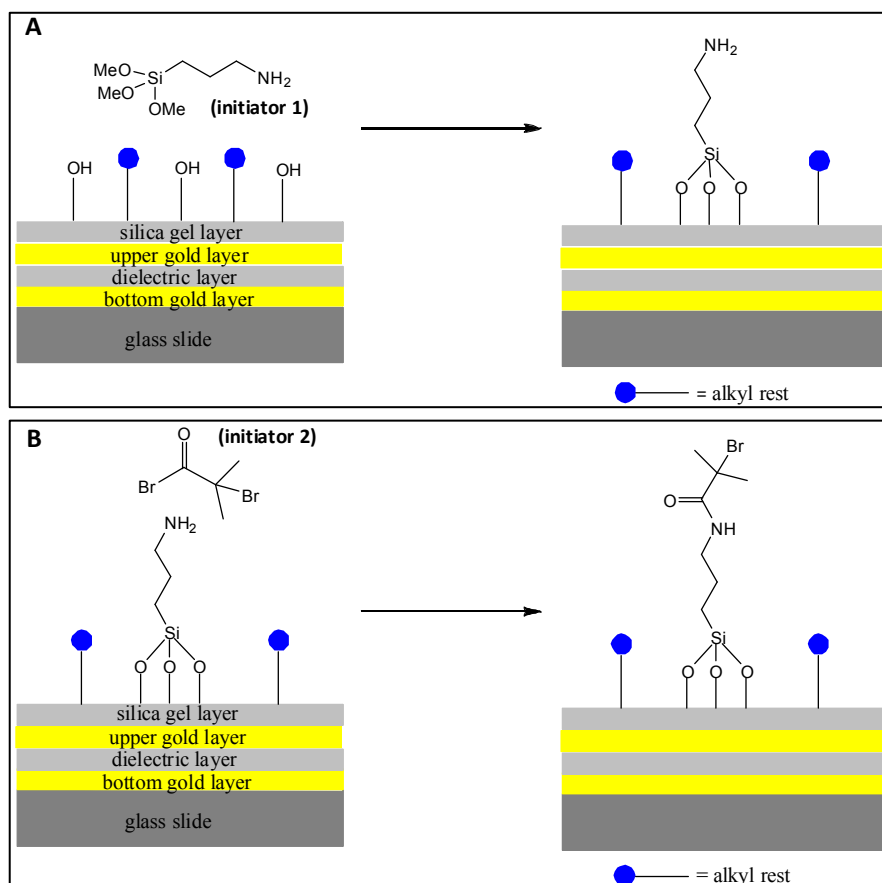 A
MeO
MeO
Si
OMe
NH2
(initiator 1)
OH
OH
OH
silica gel layer
upper gold layer
dielectric layer
bottom gold layer
glass slide
NH2
Si
O
O
O
= alkyl rest
B
(initiator 2)
O
Br
Br
NH2
Si
O
O
O
silica gel layer
upper gold layer
dielectric layer
bottom gold layer
glass slide
Br
O
NH
Si
O
O
O
= alkyl rest